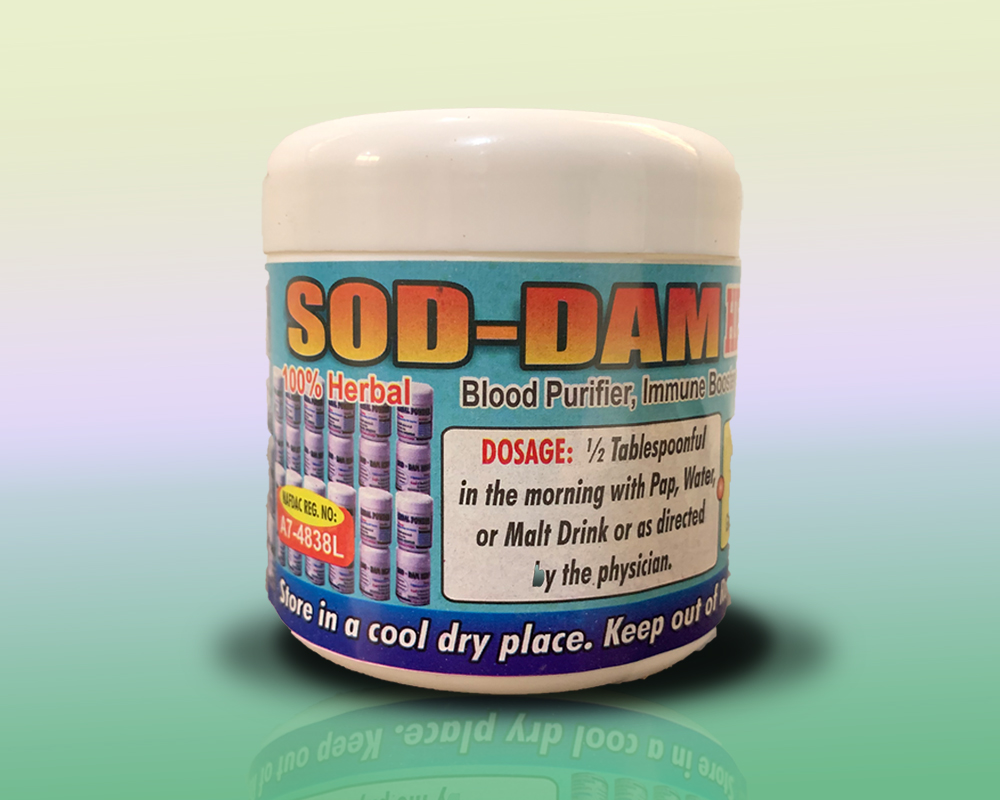 SOD-DAM
100% Herbal
Blood Purifier, Immune
DOSAGE: ½ Tablespoonful
in the morning with Pap, Water,
or Malt Drink or as directed
by the physician.
NAFDAC REG. NO:
A7-4838L
Store in a cool dry place. Keep out of